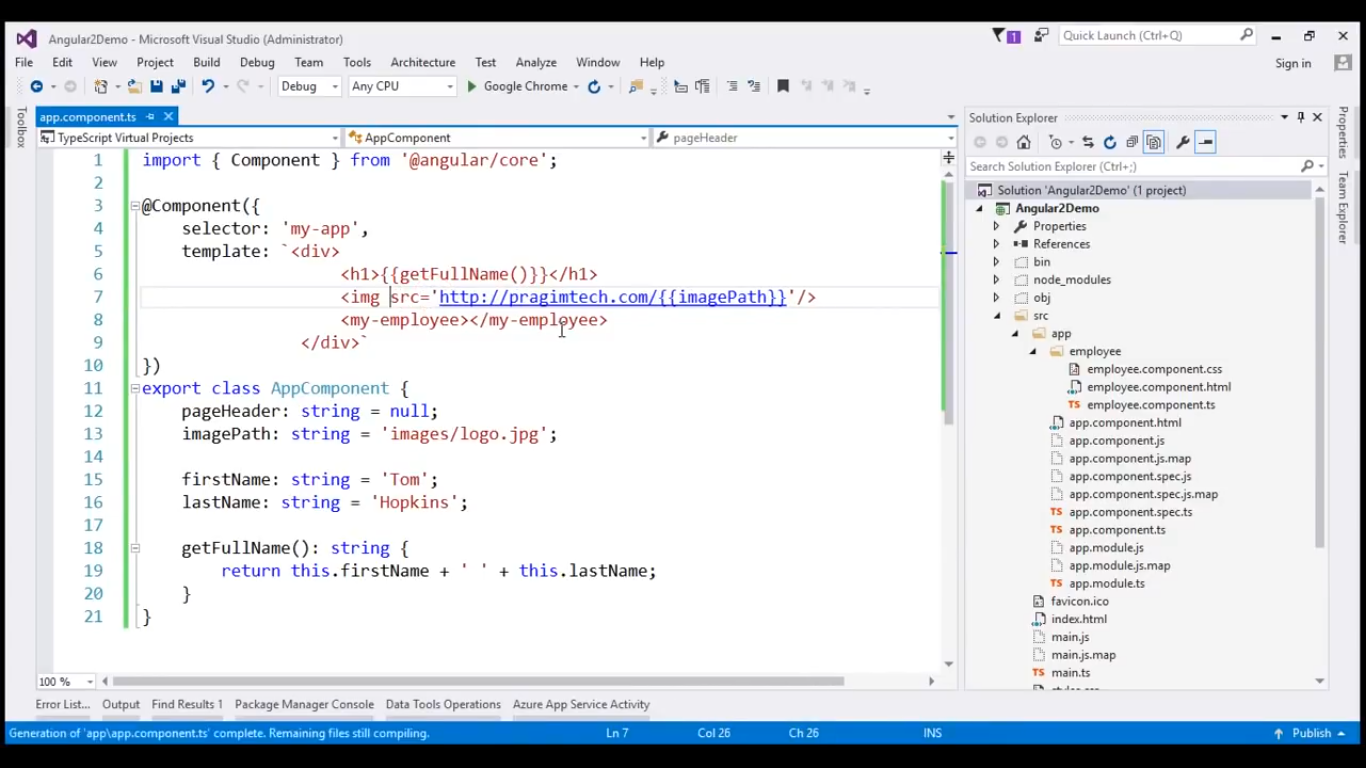 Angular2Demo - Microsoft Visual Studio (Administrator)
1
Quick Launch (Ctrl+Q)
File Edit View Project Build Debug Team Tools Architecture Test Analyze Window Help
Sign in
Debug Any CPU Google Chrome
Toolbox
app.component.ts
TypeScript Virtual Projects AppComponent pageHeader
1 import { Component } from '@angular/core';
2
3 @Component({
4 selector: 'my-app',
5 template: `<div>
6 <h1>{{getFullName()}}</h1>
7 <img src='http://pragimtech.com/{{imagePath}}'/>
8 <my-employee></my-employee>
9 </div>`
10 })
11 export class AppComponent {
12 pageHeader: string = null;
13 imagePath: string = 'images/logo.jpg';
14
15 firstName: string = 'Tom';
16 lastName: string = 'Hopkins';
17
18 getFullName(): string {
19 return this.firstName + ' ' + this.lastName;
20 }
21 }
100 %
Solution Explorer
Search Solution Explorer (Ctrl+;)
Solution 'Angular2Demo' (1 project)
Angular2Demo
Properties
References
bin
node_modules
obj
src
app
employee
employee.component.css
employee.component.html
TS employee.component.ts
app.component.html
app.component.js
app.component.js.map
app.component.spec.js
app.component.spec.js.map
TS app.component.spec.ts
TS app.component.ts
app.module.js
app.module.js.map
TS app.module.ts
favicon.ico
index.html
main.js
main.js.map
TS main.ts
Properties
Team Explorer
Error List... Output Find Results 1 Package Manager Console Data Tools Operations Azure App Service Activity
Generation of 'app\app.component.ts' complete. Remaining files still compiling. Ln 7 Col 26 Ch 26 INS Publish